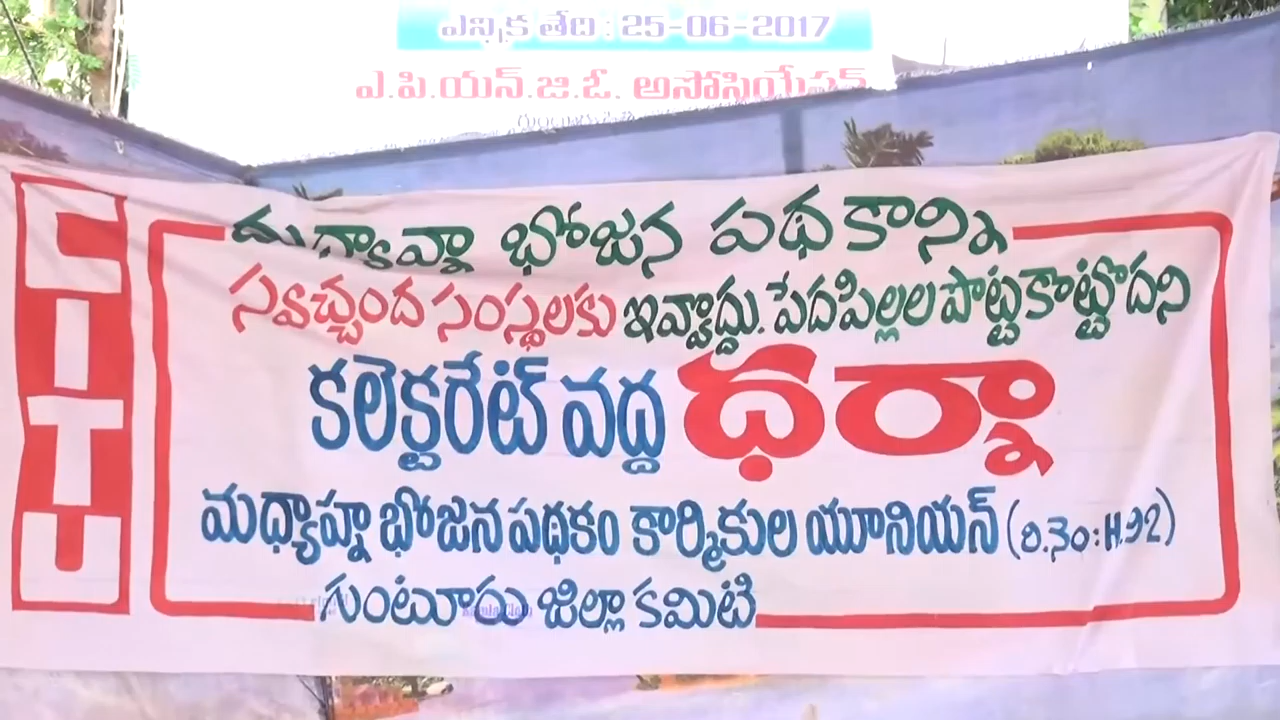 ఎన్నిక తేది : 25-06-2017
ఎ.పి.యన్.జి.ఓ. అసోసియేషన్
CITU
మధ్యాహ్న భోజన పథకాన్ని
స్వచ్ఛంద సంస్థలకు ఇవ్వొద్దు. పేదపిల్లల పొట్టకొట్టొదని
కలెక్టరేట్ వద్ద ధర్నా
మధ్యాహ్న భోజన పథకం కార్మికుల యూనియన్ (రి.నెం: H.92)
గుంటూరు జిల్లా కమిటి